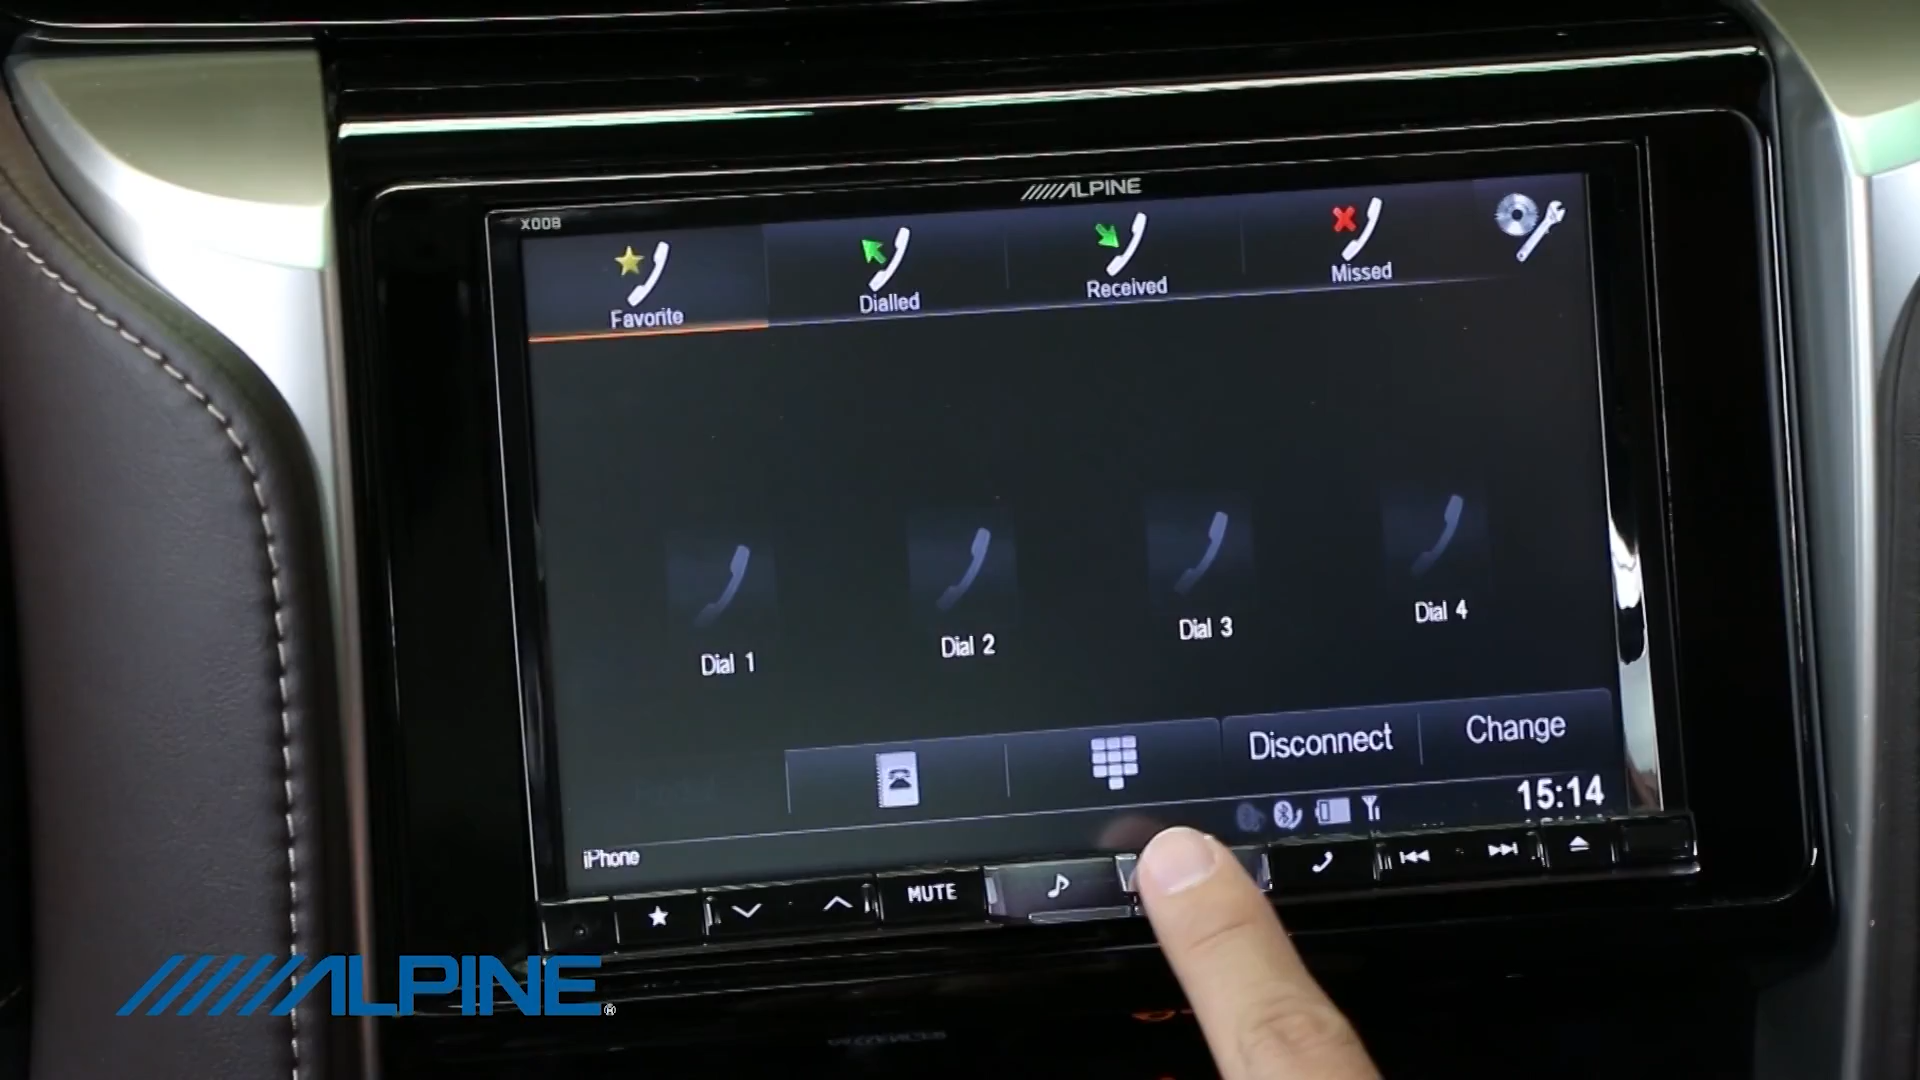 X008
ALPINE
Favorite
Dialled
Received
Missed
Dial 1
Dial 2
Dial 3
Dial 4
Disconnect
Change
15:14
iPhone
MUTE
ALPINE®